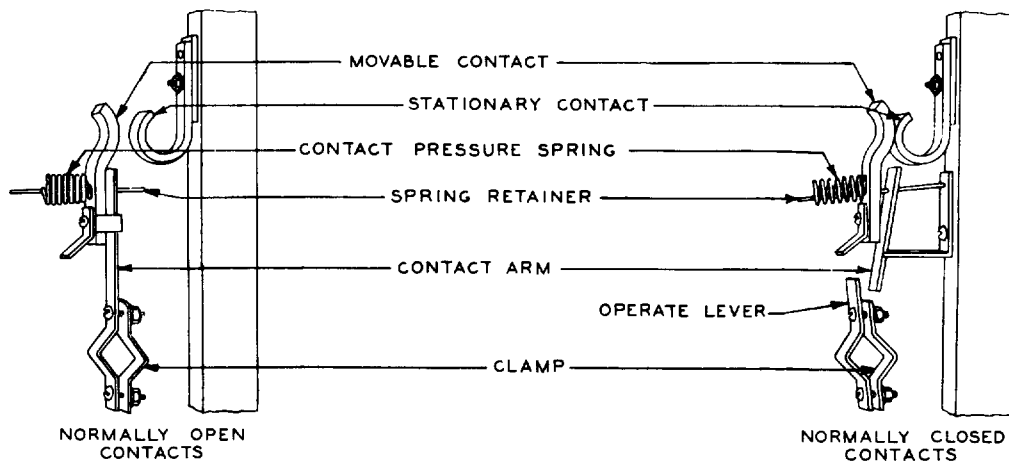 MOVABLE CONTACT
STATIONARY CONTACT
CONTACT PRESSURE SPRING
SPRING RETAINER
CONTACT ARM
OPERATE LEVER
CLAMP
NORMALLY OPEN
CONTACTS
NORMALLY CLOSED
CONTACTS